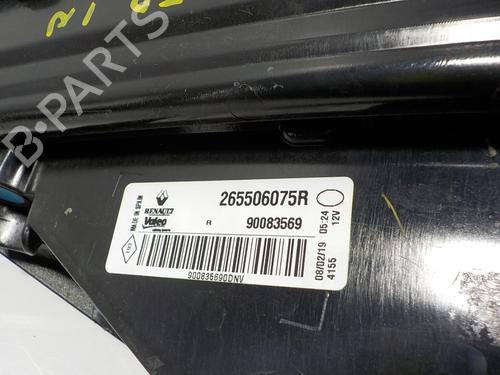 B-PARTS
MADE IN SPAIN
RENAULT
Valeo
265506075R
R
90083569
900835690DNV
08/02/19 05:24
4155 12V